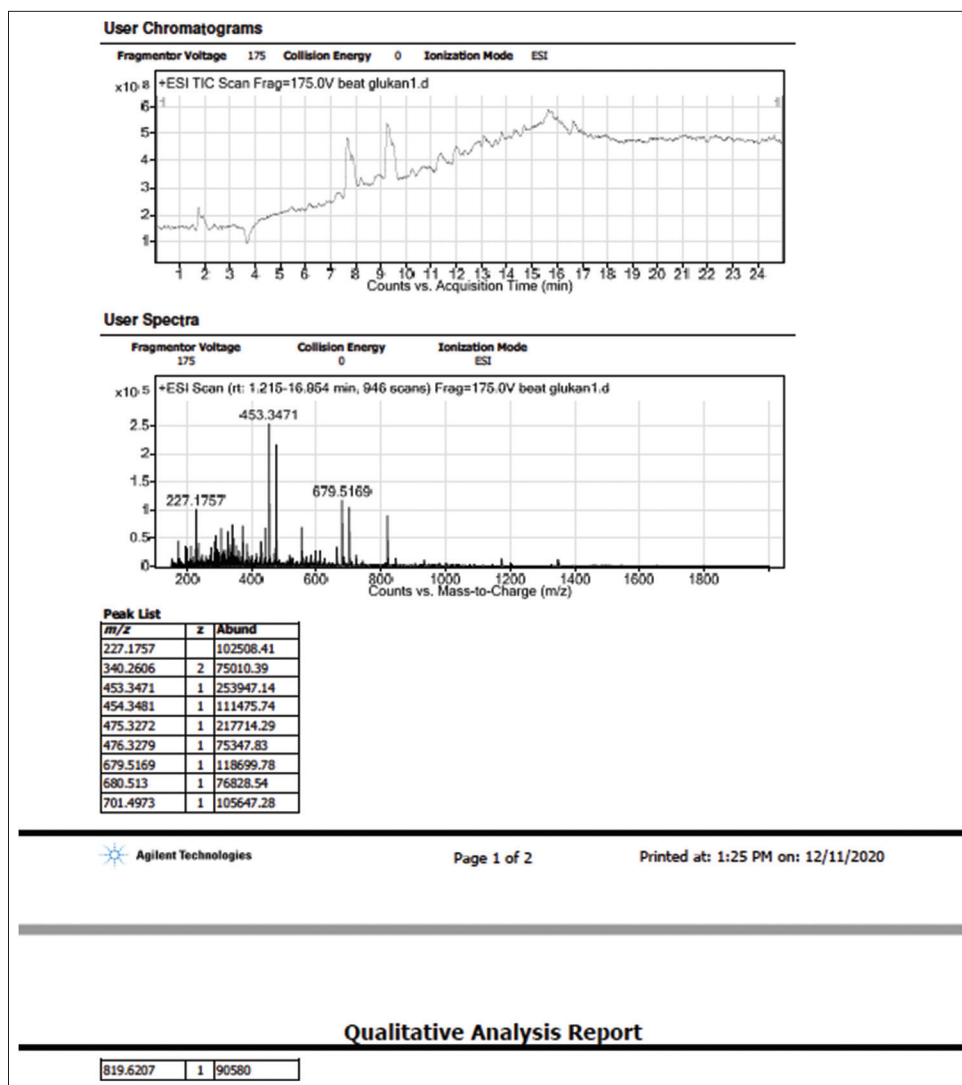 User Chromatograms
Fragmentor Voltage 175 Collision Energy 0 Ionization Mode ESI
x10 8 +ESI TIC Scan Frag=175.0V beat glukan1.d
1 1
6
5
4
3
2
1
1 2 3 4 5 6 7 8 9 10 11 12 13 14 15 16 17 18 19 20 21 22 23 24
Counts vs. Acquisition Time (min)
User Spectra
Fragmentor Voltage Collision Energy Ionization Mode
175 0 ESI
x10 5 +ESI Scan (rt: 1.215-16.954 min, 946 scans) Frag=175.0V beat glukan1.d
453.3471
2.5
2
1.5
679.5169
227.1757
1
0.5
0
200 400 600 800 1000 1200 1400 1600 1800
Counts vs. Mass-to-Charge (m/z)
Peak List
m/z z Abund
227.1757 102508.41
340.2606 2 75010.39
453.3471 1 253947.14
454.3481 1 111475.74
475.3272 1 217714.29
476.3279 1 75347.83
679.5169 1 118699.78
680.513 1 76828.54
701.4973 1 105647.28
Agilent Technologies Page 1 of 2 Printed at: 1:25 PM on: 12/11/2020
Qualitative Analysis Report
819.6207 1 90580